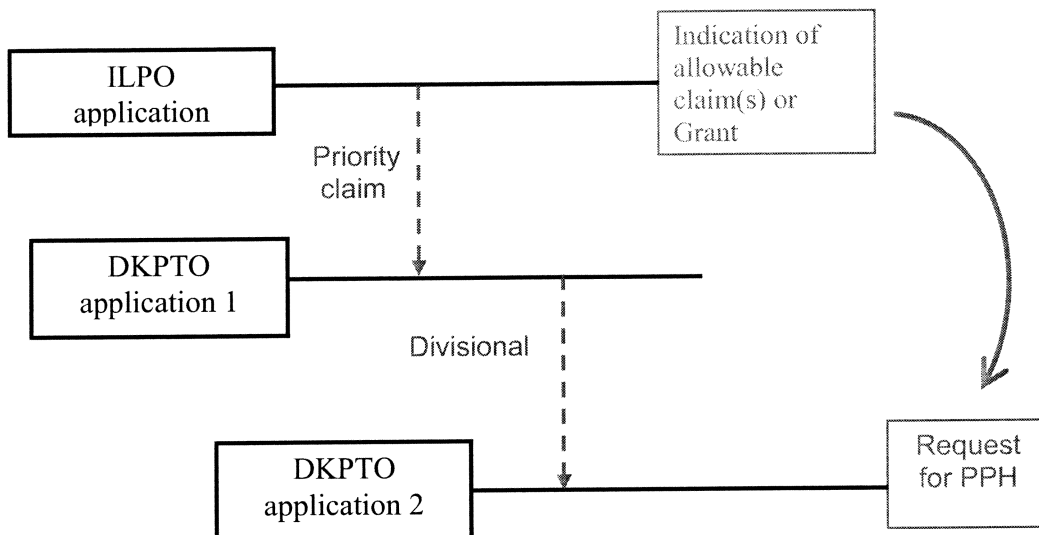 ILPO
application
Indication of
allowable
claim(s) or
Grant
Priority
claim
DKPTO
application 1
Divisional
DKPTO
application 2
Request
for PPH